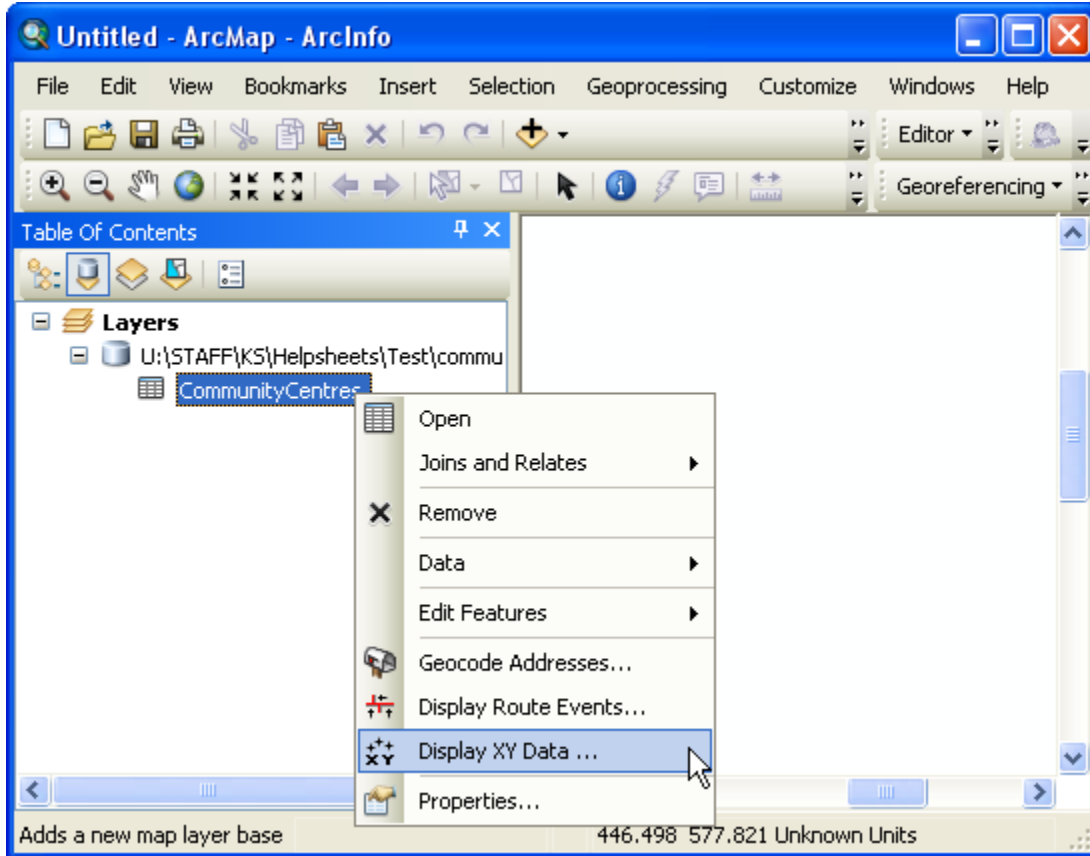 Untitled - ArcMap - ArcInfo
File Edit View Bookmarks Insert Selection Geoprocessing Customize Windows Help
Editor
Georeferencing
Table Of Contents
Layers
U:\STAFF\KS\Helpsheets\Test\commu
CommunityCentres
Open
Joins and Relates
Remove
Data
Edit Features
Geocode Addresses...
Display Route Events...
XY Display XY Data ...
Properties...
Adds a new map layer base 446.498 577.821 Unknown Units